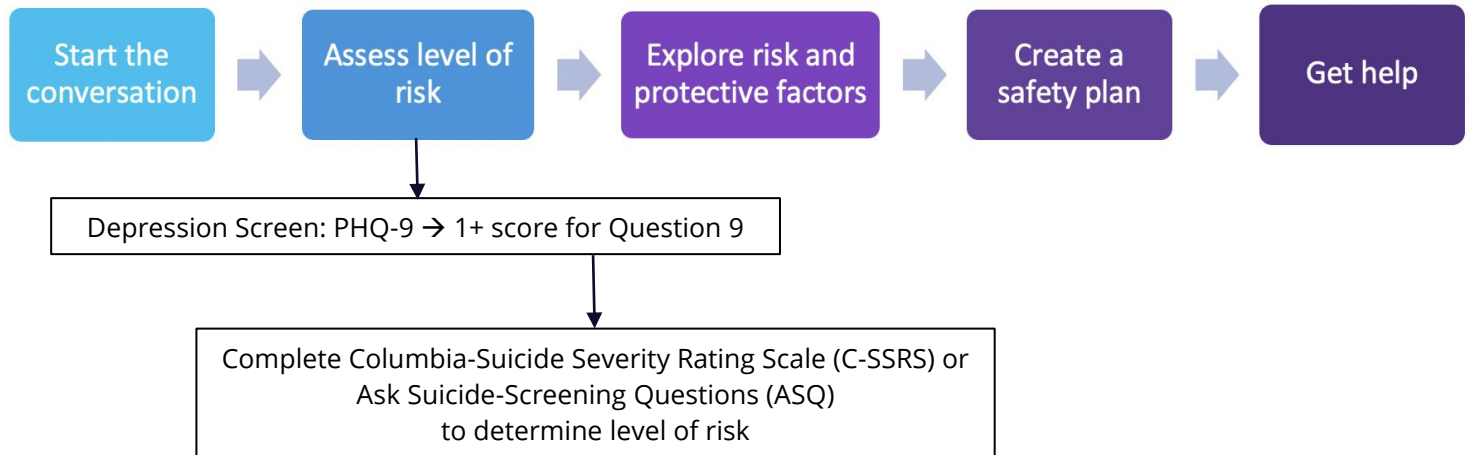 Start the
conversation
Assess level of
risk
Explore risk and
protective factors
Create a
safety plan
Get help
Depression Screen: PHQ-9 → 1+ score for Question 9
Complete Columbia-Suicide Severity Rating Scale (C-SSRS) or
Ask Suicide-Screening Questions (ASQ)
to determine level of risk